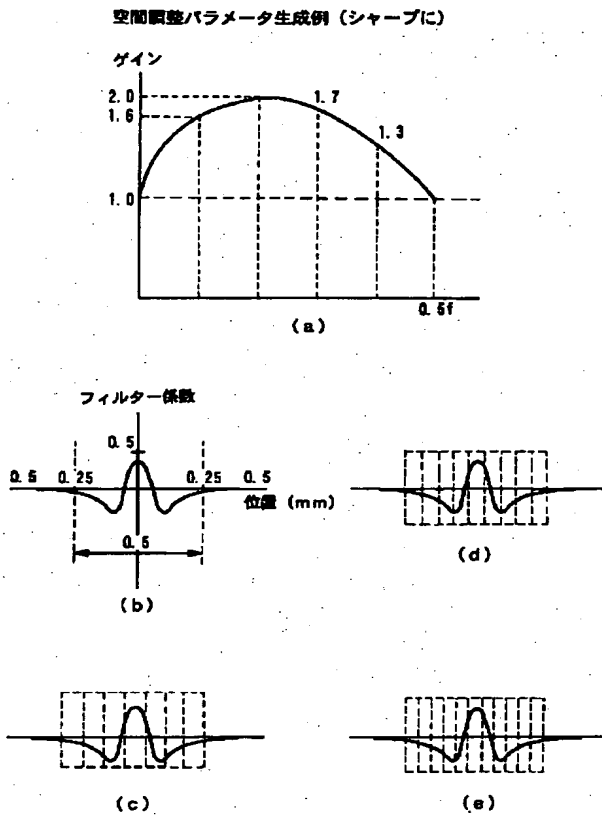 空間調整パラメータ生成例（シャープに）
ゲイン
2.0
1.6
1.7
1.3
1.0
0.5f
(a)
フィルター係数
0.5
0.5 0.25 0.25 0.5
位置（mm）
0.5
(b)
(d)
(c)
(e)